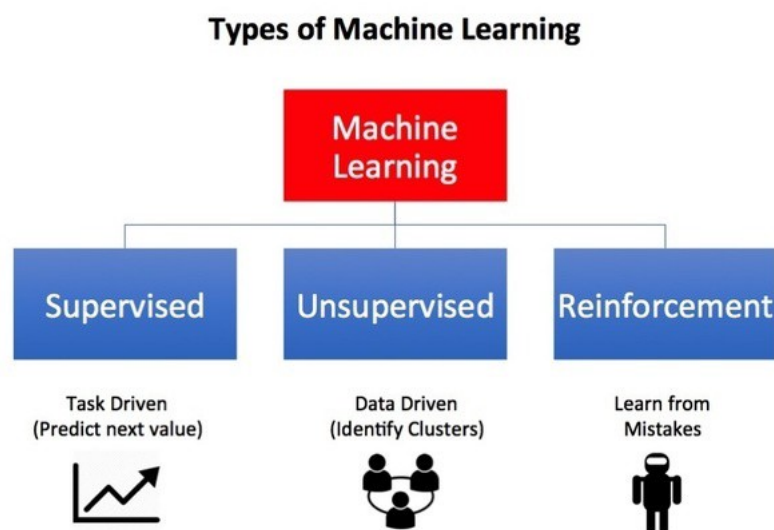 Types of Machine Learning
Machine
Learning
Supervised
Unsupervised
Reinforcement
Task Driven
(Predict next value)
Data Driven
(Identify Clusters)
Learn from
Mistakes